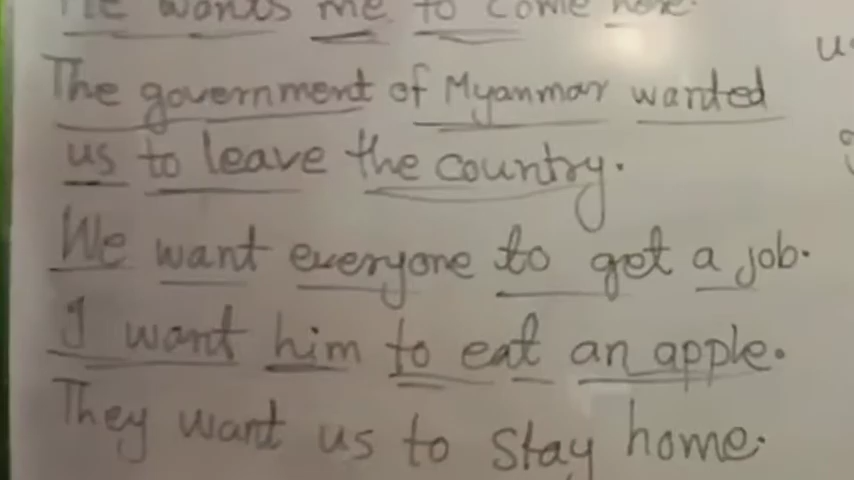 He wants me to come here.
The government of Myanmar wanted
us to leave the country.
We want everyone to get a job.
I want him to eat an apple.
They want us to stay home.